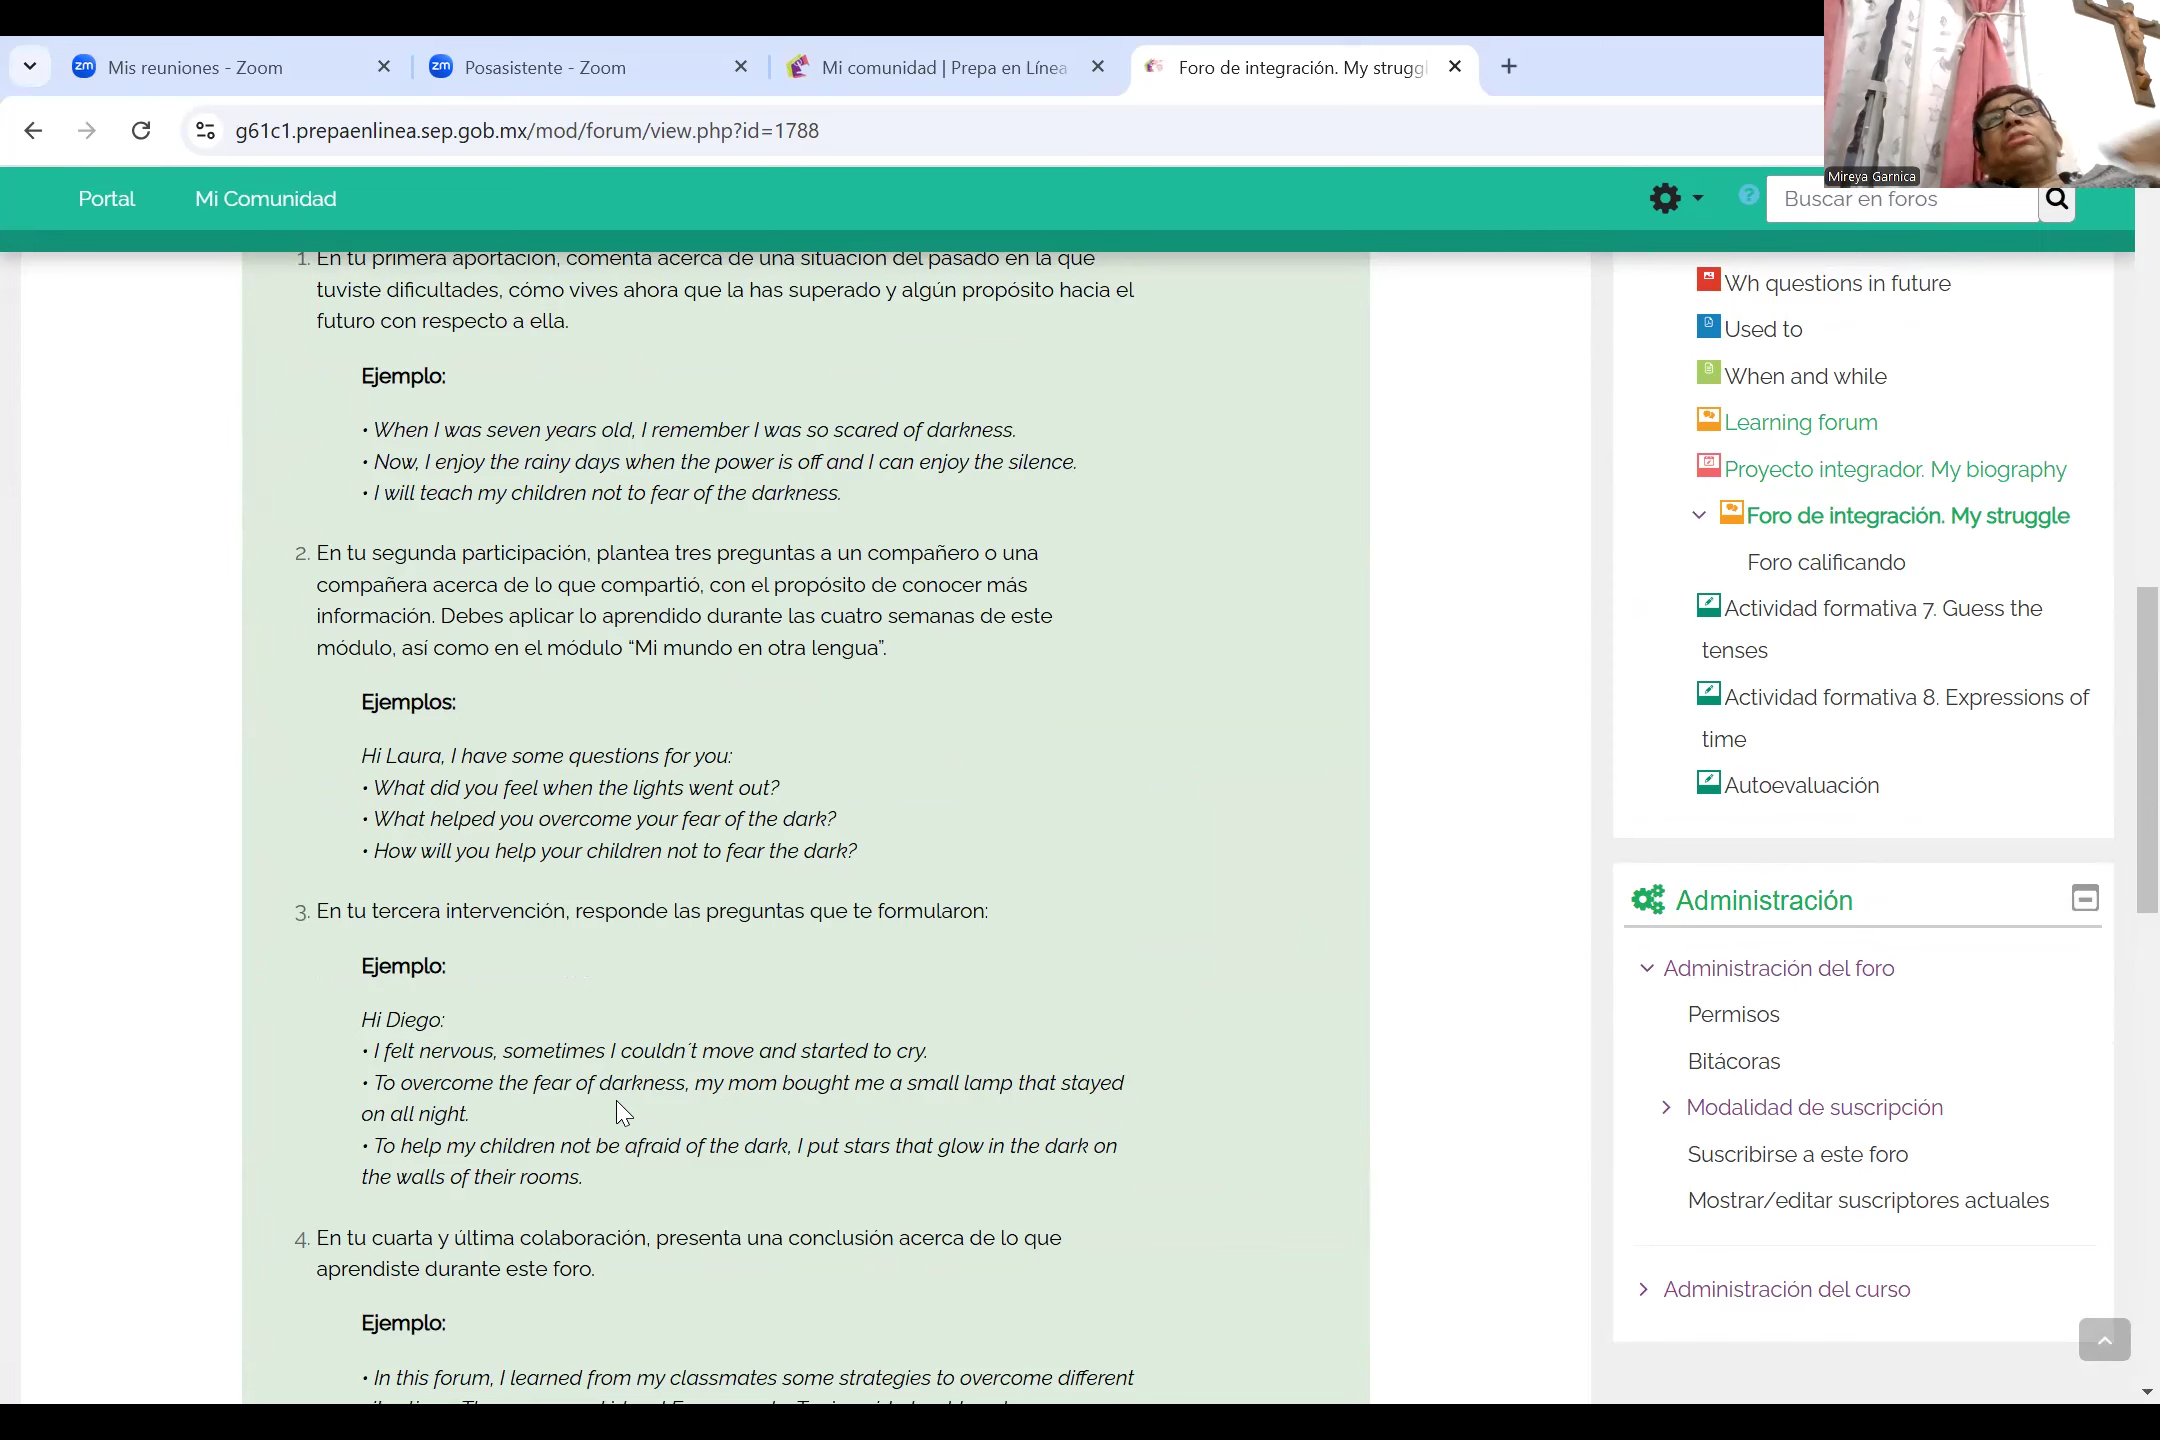 Mis reuniones - Zoom
Posasistente - Zoom
Mi comunidad | Prepa en Línea
Foro de integración. My struggl
g61c1.prepaenlinea.sep.gob.mx/mod/forum/view.php?id=1788
Mireya Garnica
Portal
Mi Comunidad
Buscar en foros
1. En tu primera aportación, comenta acerca de una situación del pasado en la que
tuviste dificultades, cómo vives ahora que la has superado y algún propósito hacia el
futuro con respecto a ella.
Ejemplo:
• When I was seven years old, I remember I was so scared of darkness.
• Now, I enjoy the rainy days when the power is off and I can enjoy the silence.
• I will teach my children not to fear of the darkness.
2. En tu segunda participación, plantea tres preguntas a un compañero o una
compañera acerca de lo que compartió, con el propósito de conocer más
información. Debes aplicar lo aprendido durante las cuatro semanas de este
módulo, así como en el módulo “Mi mundo en otra lengua”.
Ejemplos:
Hi Laura, I have some questions for you:
• What did you feel when the lights went out?
• What helped you overcome your fear of the dark?
• How will you help your children not to fear the dark?
3. En tu tercera intervención, responde las preguntas que te formularon:
Ejemplo:
Hi Diego:
• I felt nervous, sometimes I couldn´t move and started to cry.
• To overcome the fear of darkness, my mom bought me a small lamp that stayed
on all night.
• To help my children not be afraid of the dark, I put stars that glow in the dark on
the walls of their rooms.
4. En tu cuarta y última colaboración, presenta una conclusión acerca de lo que
aprendiste durante este foro.
Ejemplo:
• In this forum, I learned from my classmates some strategies to overcome different
Wh questions in future
Used to
When and while
Learning forum
Proyecto integrador. My biography
Foro de integración. My struggle
Foro calificando
Actividad formativa 7. Guess the
tenses
Actividad formativa 8. Expressions of
time
Autoevaluación
Administración
Administración del foro
Permisos
Bitácoras
Modalidad de suscripción
Suscribirse a este foro
Mostrar/editar suscriptores actuales
Administración del curso